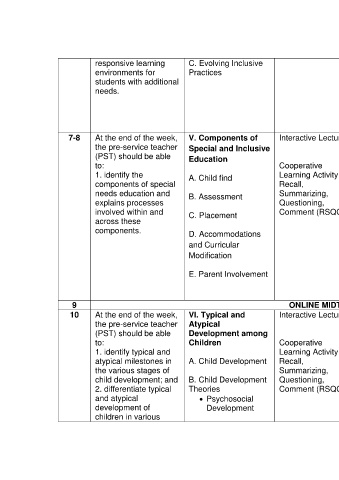 responsive learning
environments for
students with additional
needs.
C. Evolving Inclusive
Practices
7-8
At the end of the week,
the pre-service teacher
(PST) should be able
to:
1. identify the
components of special
needs education and
explains processes
involved within and
across these
components.
V. Components of
Special and Inclusive
Education
A. Child find
B. Assessment
C. Placement
D. Accommodations
and Curricular
Modification
E. Parent Involvement
Interactive Lectu
Cooperative
Learning Activity
Recall,
Summarizing,
Questioning,
Comment (RSQC
9
ONLINE MIDT
10
At the end of the week,
the pre-service teacher
(PST) should be able
to:
1. identify typical and
atypical milestones in
the various stages of
child development; and
2. differentiate typical
and atypical
development of
children in various
VI. Typical and
Atypical
Development among
Children
A. Child Development
B. Child Development
Theories
• Psychosocial
Development
Interactive Lectu
Cooperative
Learning Activity
Recall,
Summarizing,
Questioning,
Comment (RSQC